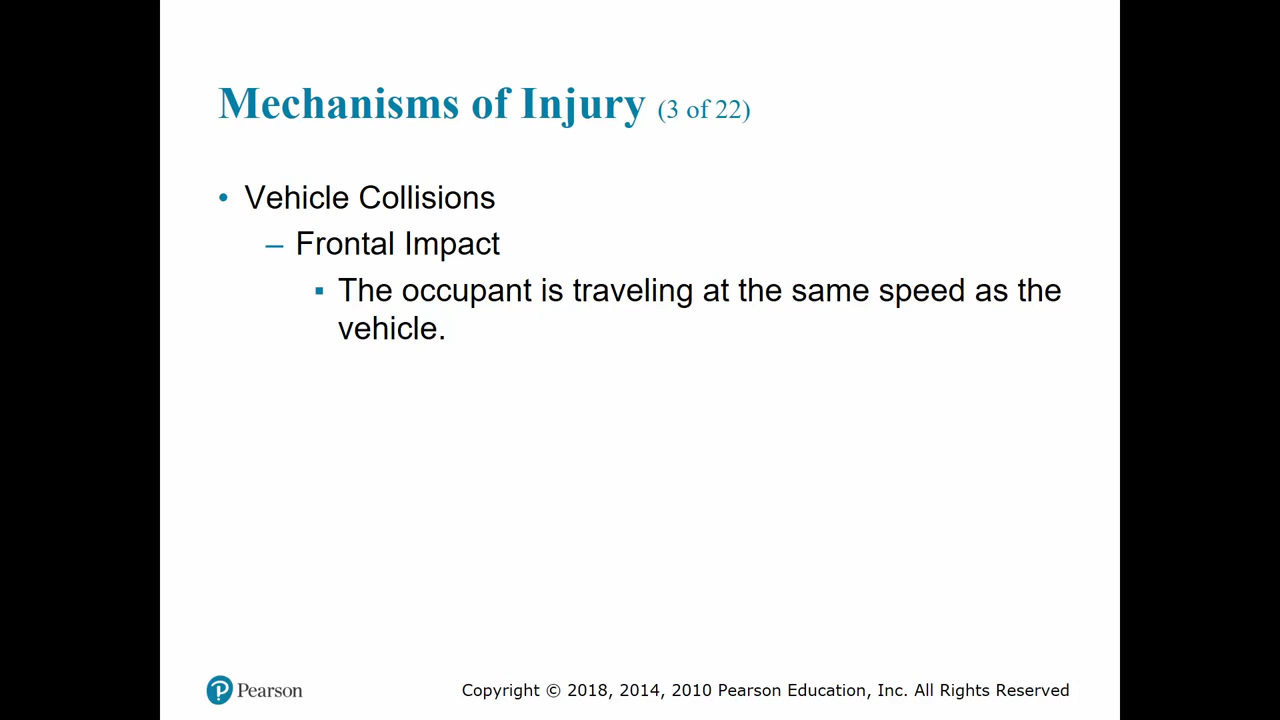 Mechanisms of Injury (3 of 22)
• Vehicle Collisions
– Frontal Impact
▪ The occupant is traveling at the same speed as the
vehicle.
Pearson
Copyright © 2018, 2014, 2010 Pearson Education, Inc. All Rights Reserved